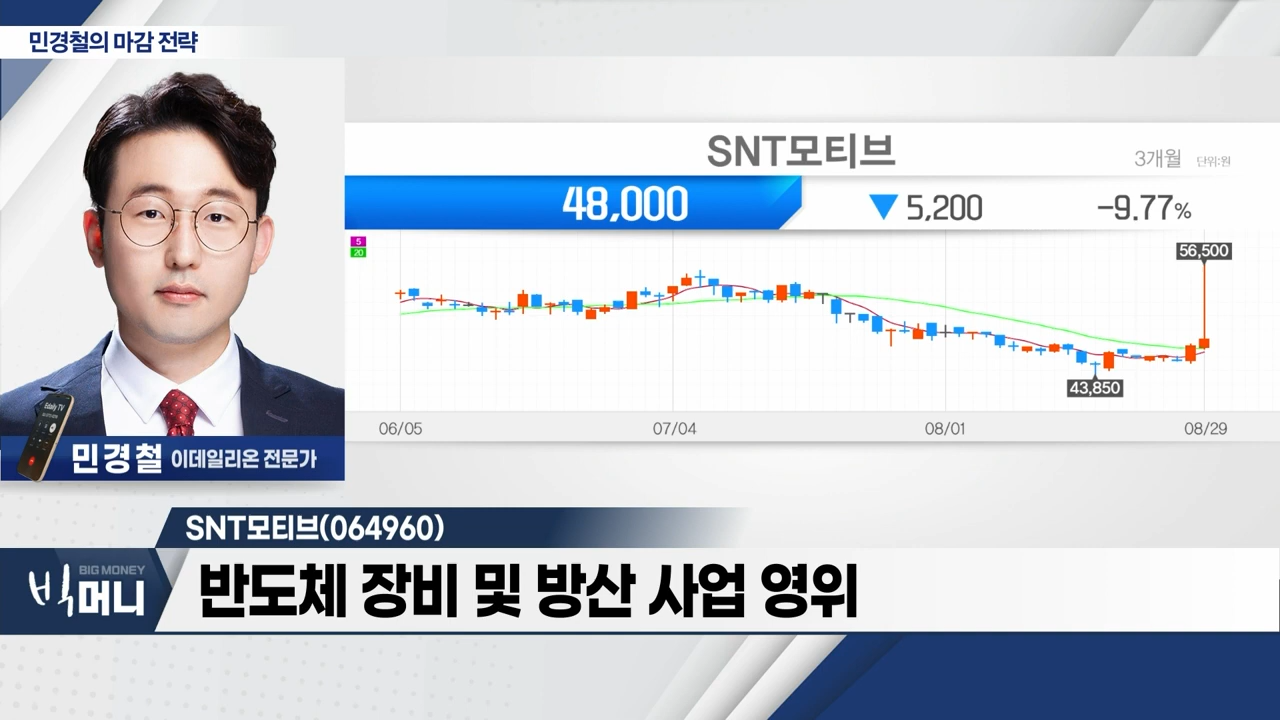 민경철의 마감 전략
SNT모티브
3개월 단위:원
48,000 ▼5,200 -9.77%
5
20
56,500
43,850
06/05 07/04 08/01 08/29
Edaily TV
민경철 이데일리온 전문가
SNT모티브(064960)
BIG MONEY
빅머니
반도체 장비 및 방산 사업 영위